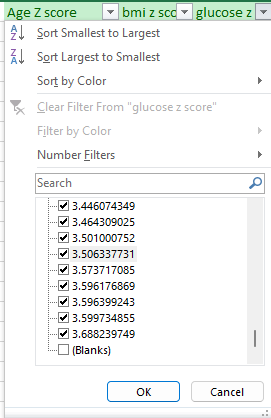 Age Z score bmi z scc glucose z
Sort Smallest to Largest
Sort Largest to Smallest
Sort by Color
Clear Filter From "glucose z score"
Filter by Color
Number Filters
Search
3.446074349
3.464309025
3.501000752
3.506337731
3.573717085
3.596176869
3.596399243
3.599734855
3.688239749
(Blanks)
OK Cancel